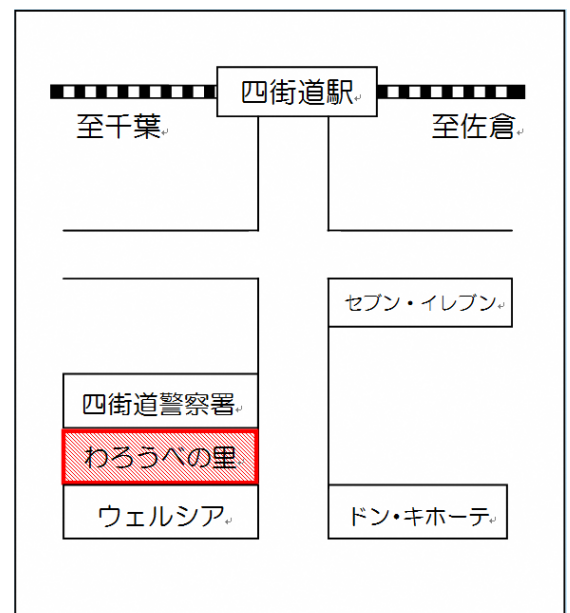 四街道駅
至千葉
至佐倉
セブン・イレブン
四街道警察署
わろうべの里
ウェルシア
ドン・キホーテ